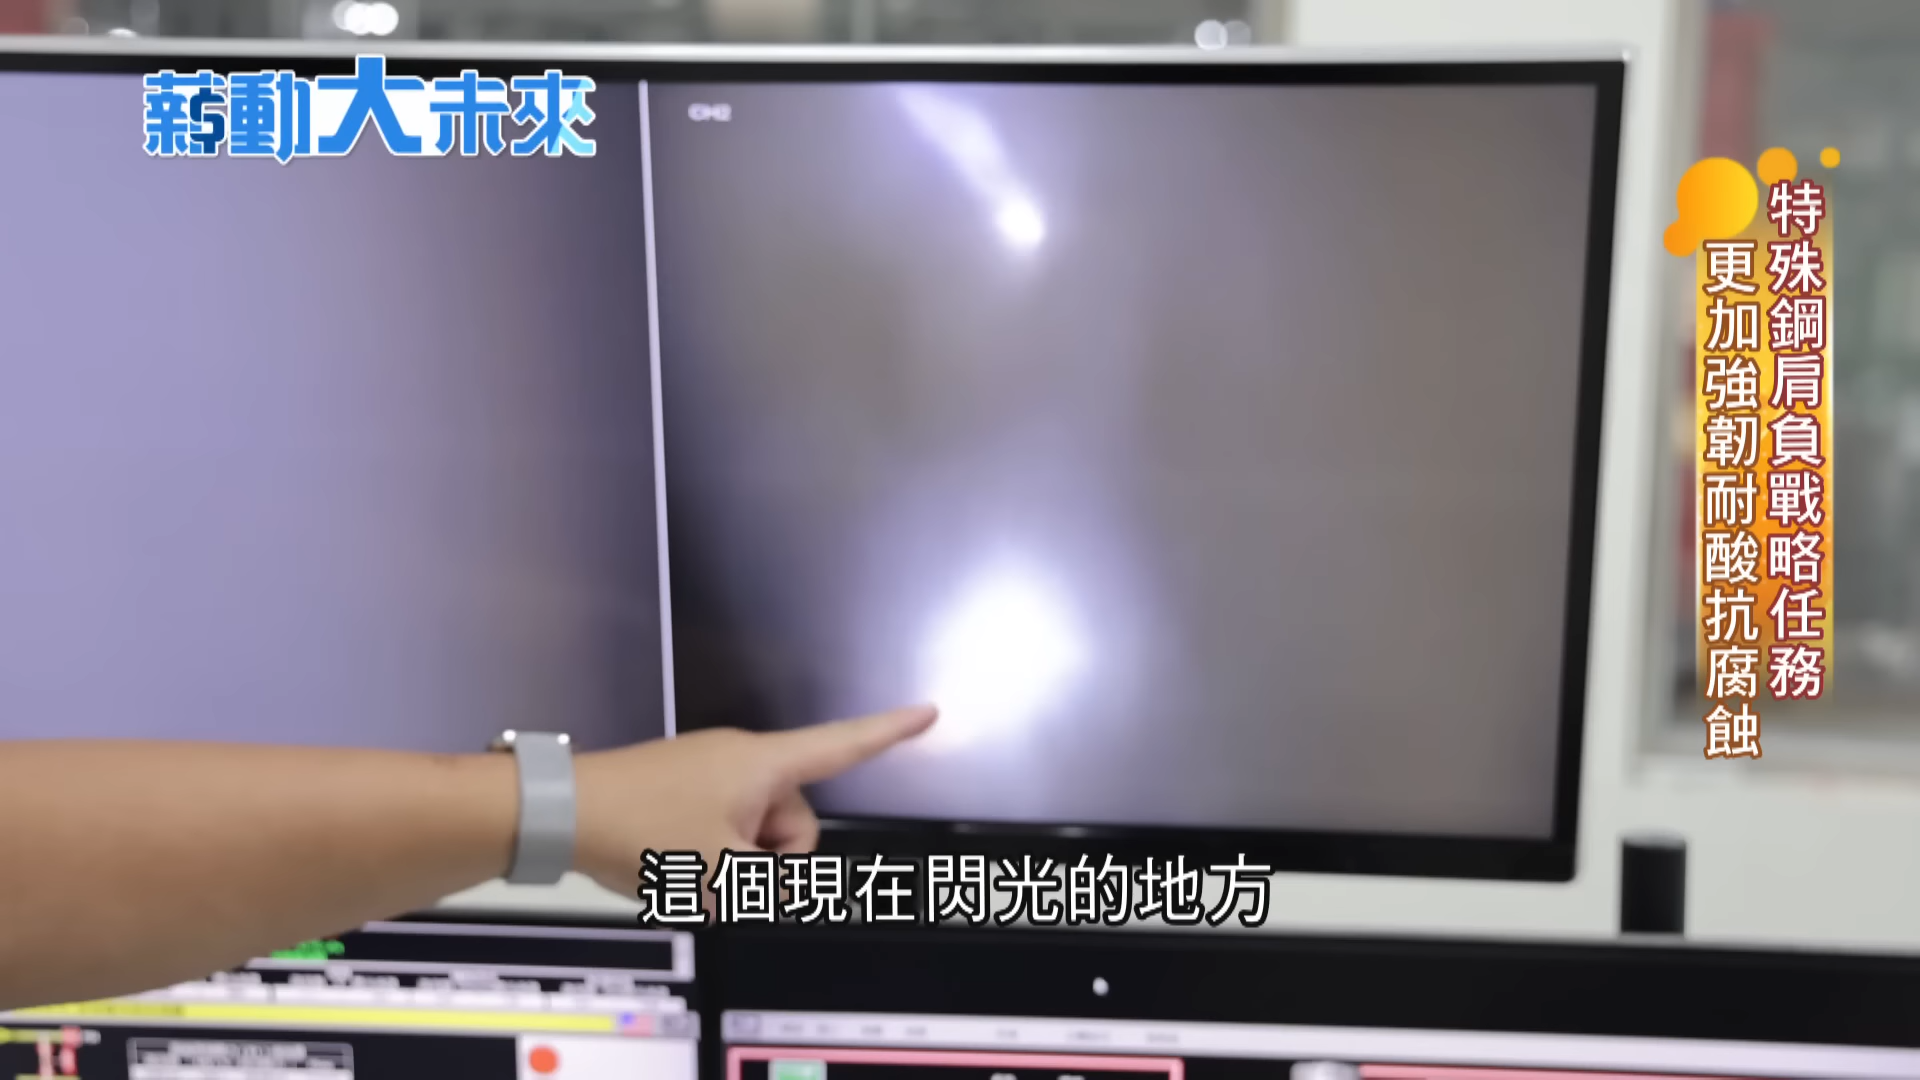 薪動大未來
CH2
特殊鋼肩負戰略任務
更加強韌耐酸抗腐蝕
這個現在閃光的地方